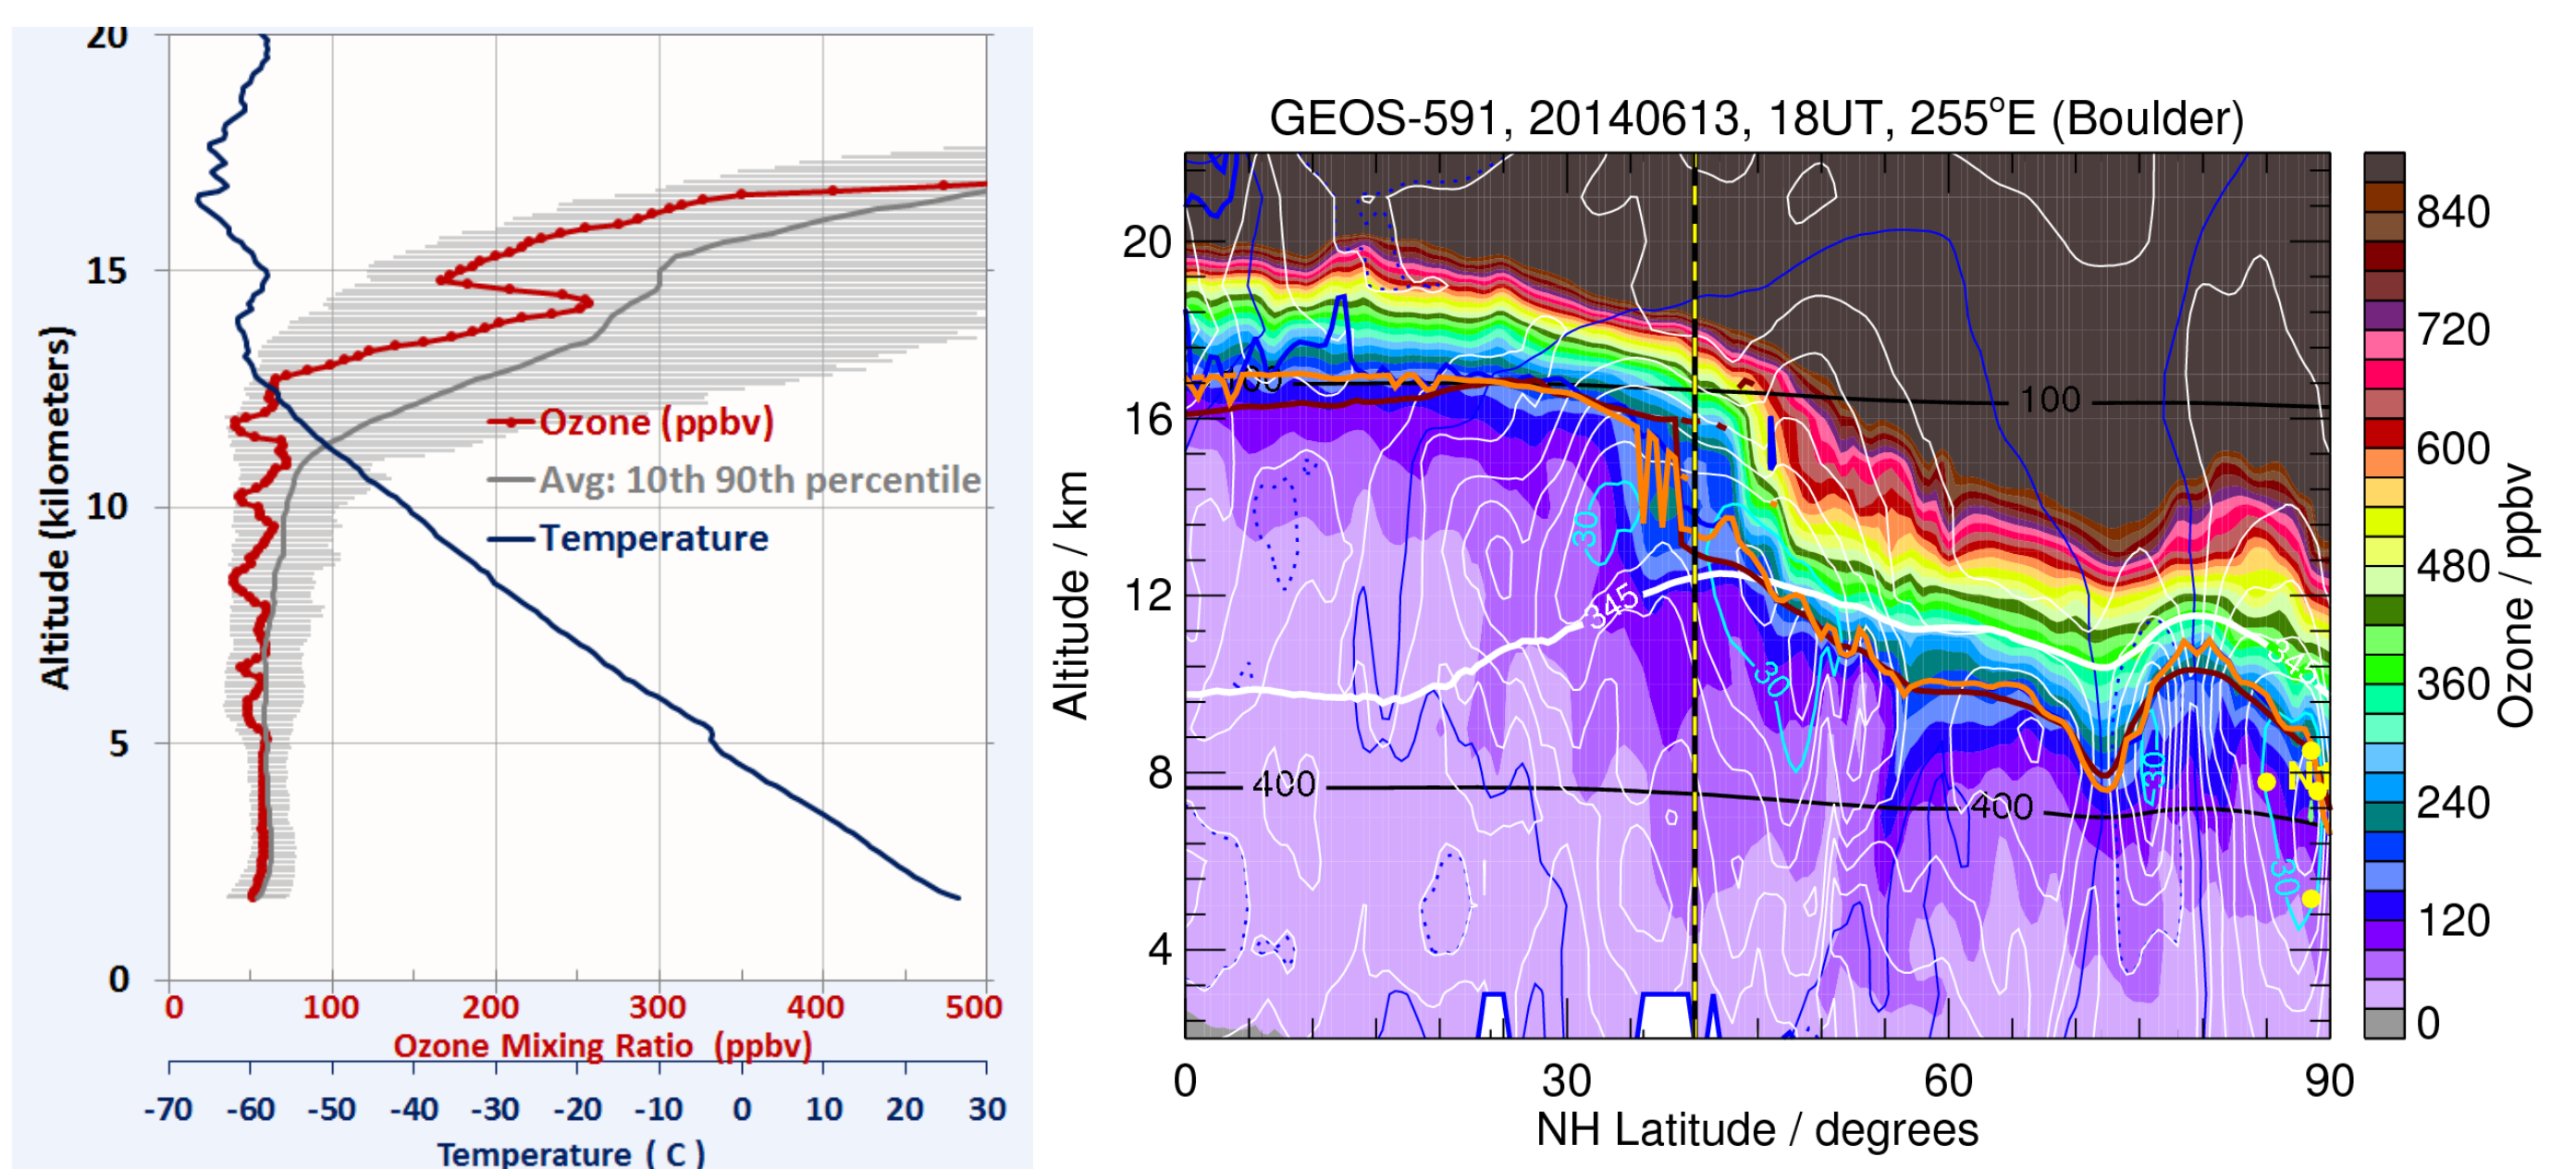 20
15
10
5
0
Altitude (kilometers)
Ozone (ppbv)
Avg: 10th 90th percentile
Temperature
0 100 200 300 400 500
Ozone Mixing Ratio (ppbv)
-70 -60 -50 -40 -30 -20 -10 0 10 20 30
Temperature ( C )
GEOS-591, 20140613, 18UT, 255°E (Boulder)
20
16
12
8
4
Altitude / km
100
30
345
30
400
400
30
30
0 30 60 90
NH Latitude / degrees
840
720
600
480
360
240
120
0
Ozone / ppbv